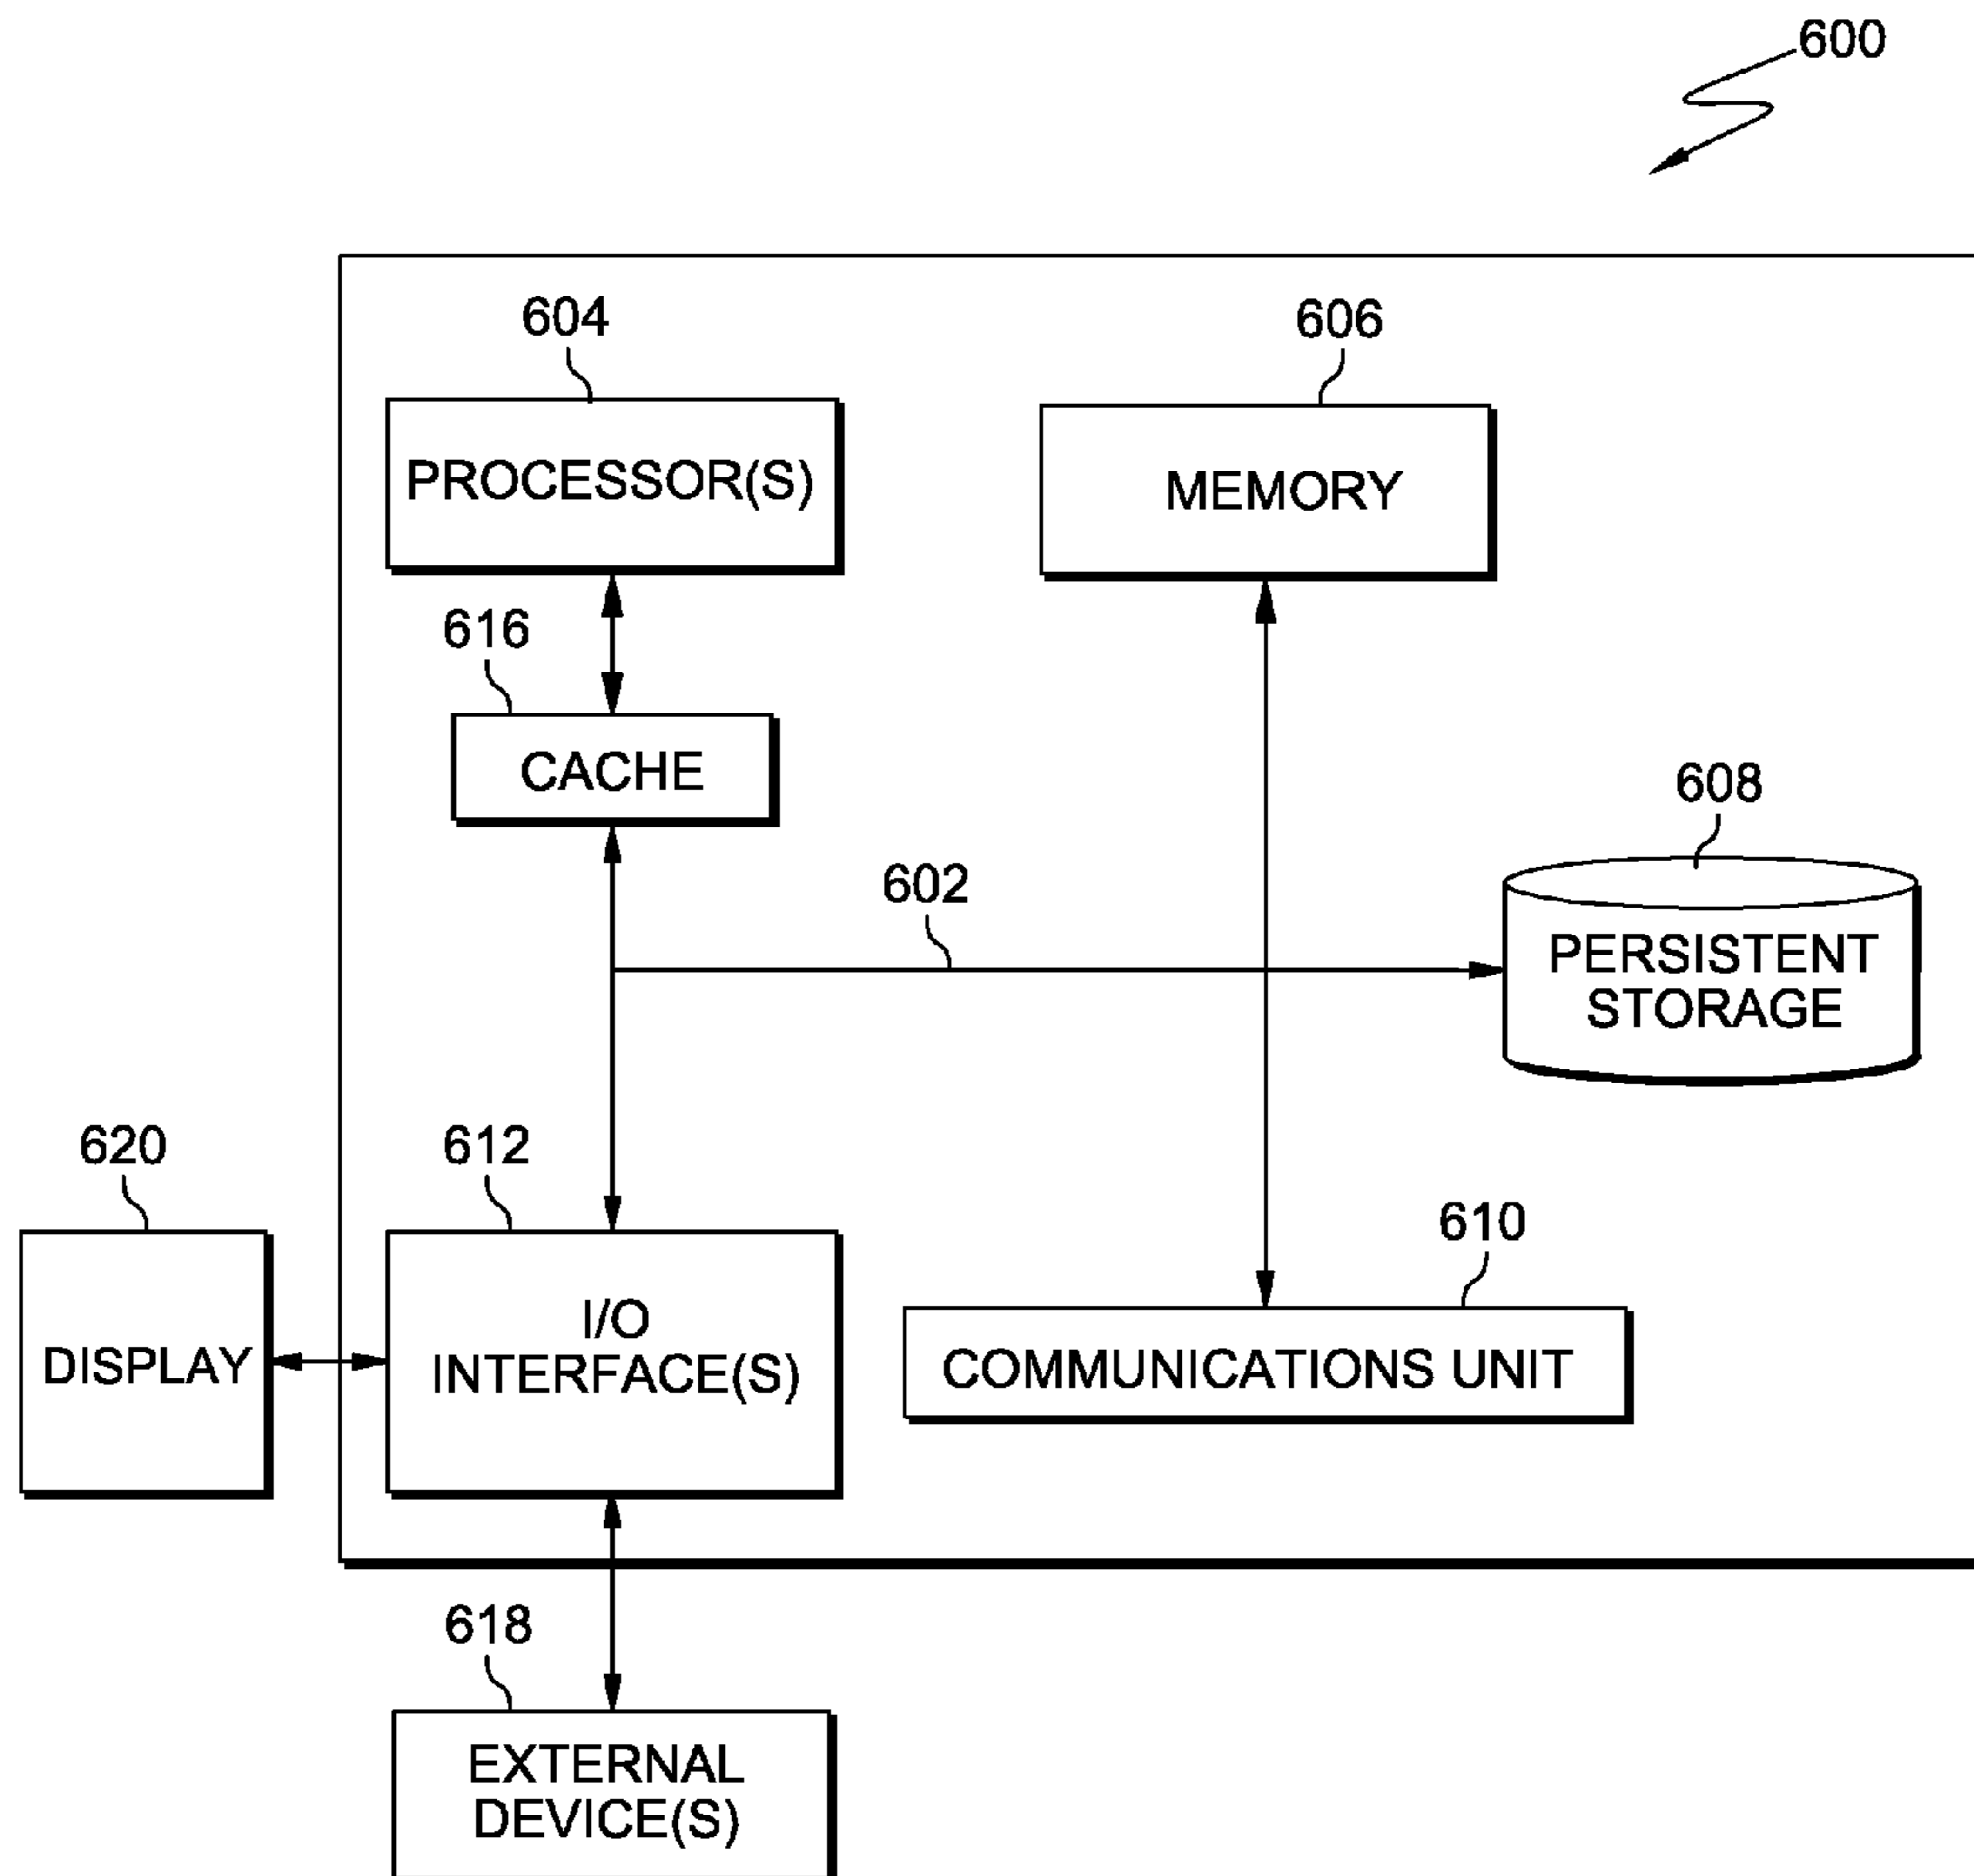 600
604
606
PROCESSOR(S)
MEMORY
616
CACHE
608
602
PERSISTENT
STORAGE
620
612
610
I/O
INTERFACE(S)
DISPLAY
COMMUNICATIONS UNIT
618
EXTERNAL
DEVICE(S)